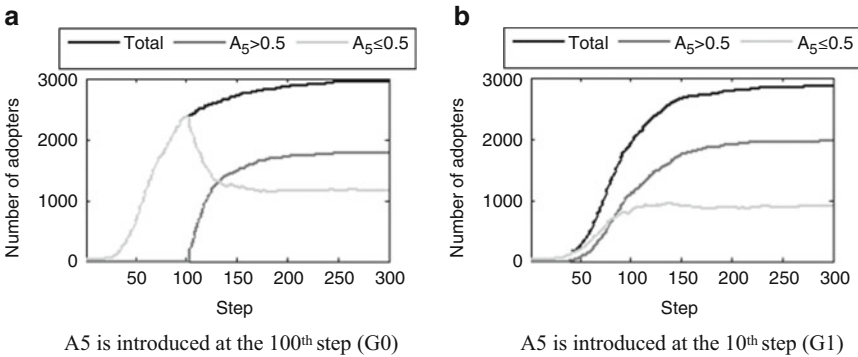 a
b
Total A₅>0.5 A₅≤0.5
Total A₅>0.5 A₅≤0.5
Number of adopters
3000
2000
1000
0
50 100 150 200 250 300
Step
Number of adopters
3000
2000
1000
0
50 100 150 200 250 300
Step
A5 is introduced at the 100th step (G0)
A5 is introduced at the 10th step (G1)